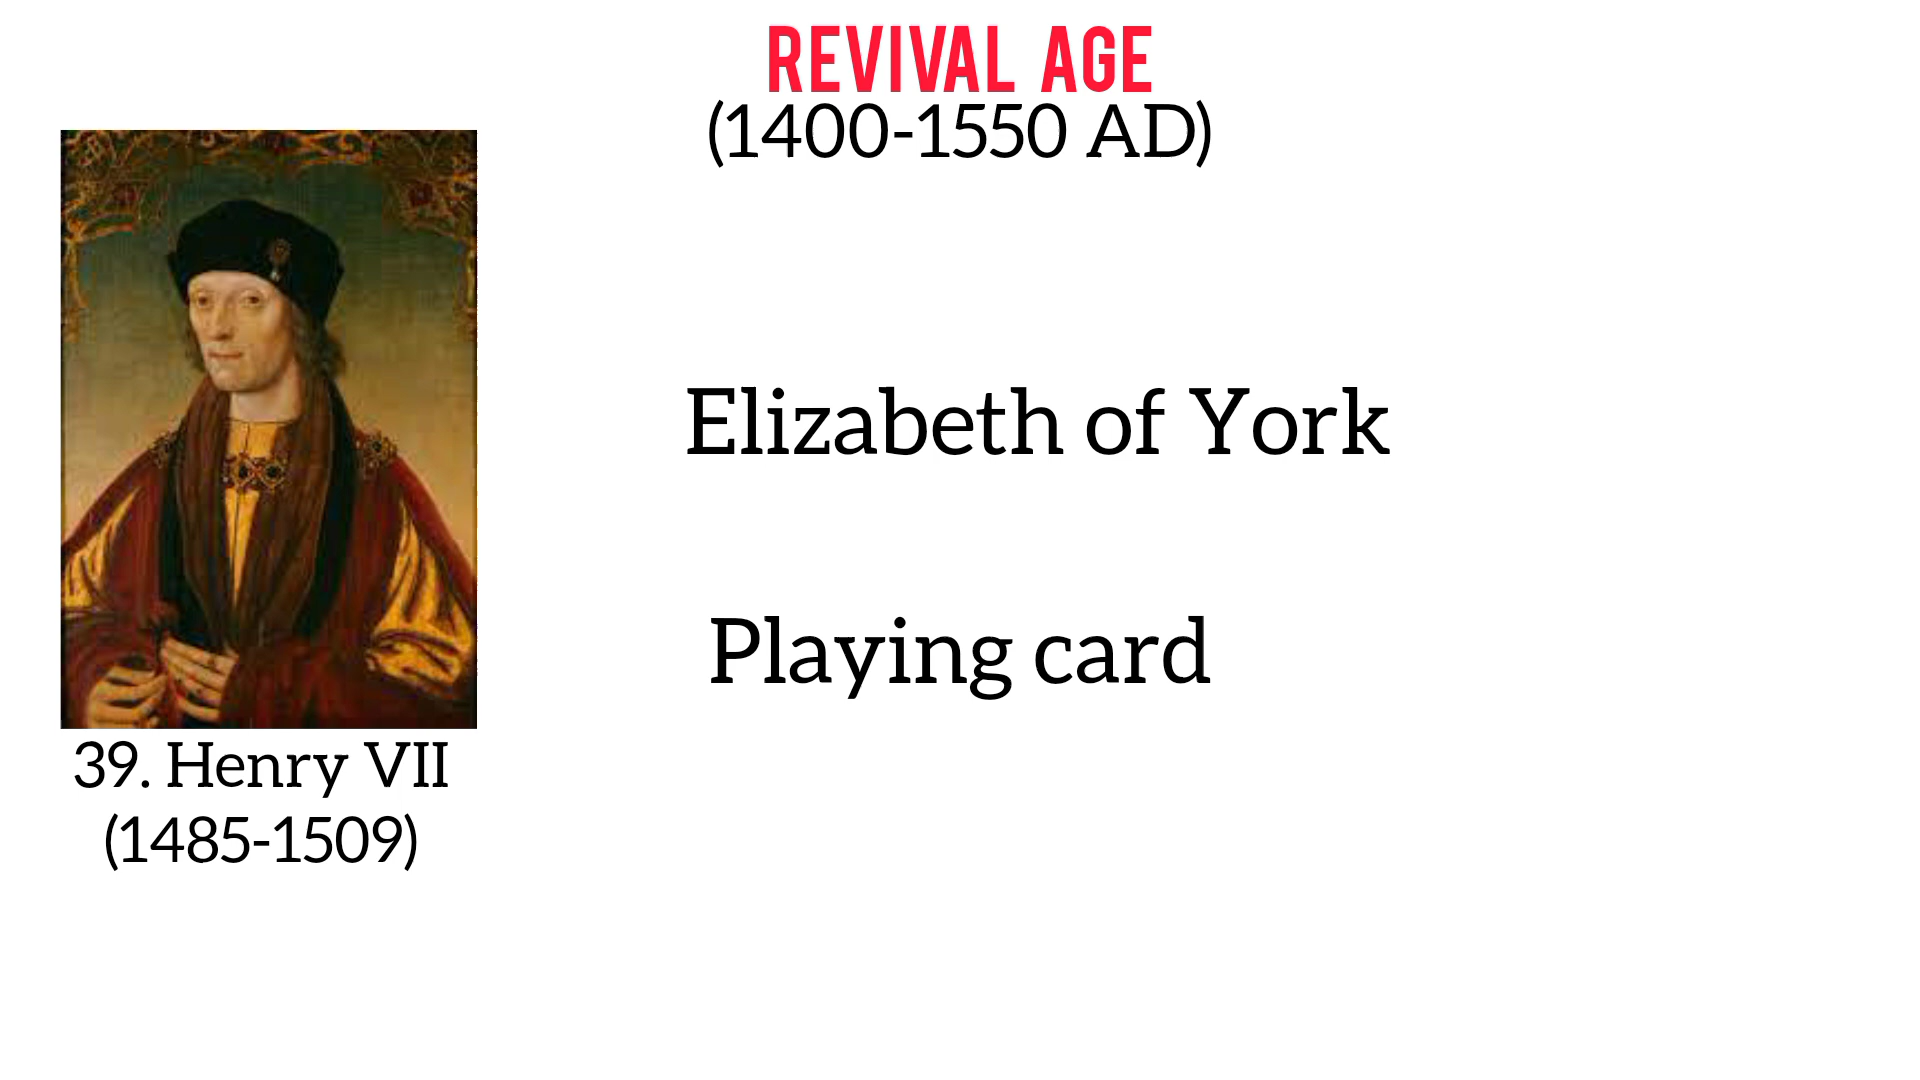 REVIVAL AGE
(1400-1550 AD)
Elizabeth of York
Playing card
39. Henry VII
(1485-1509)